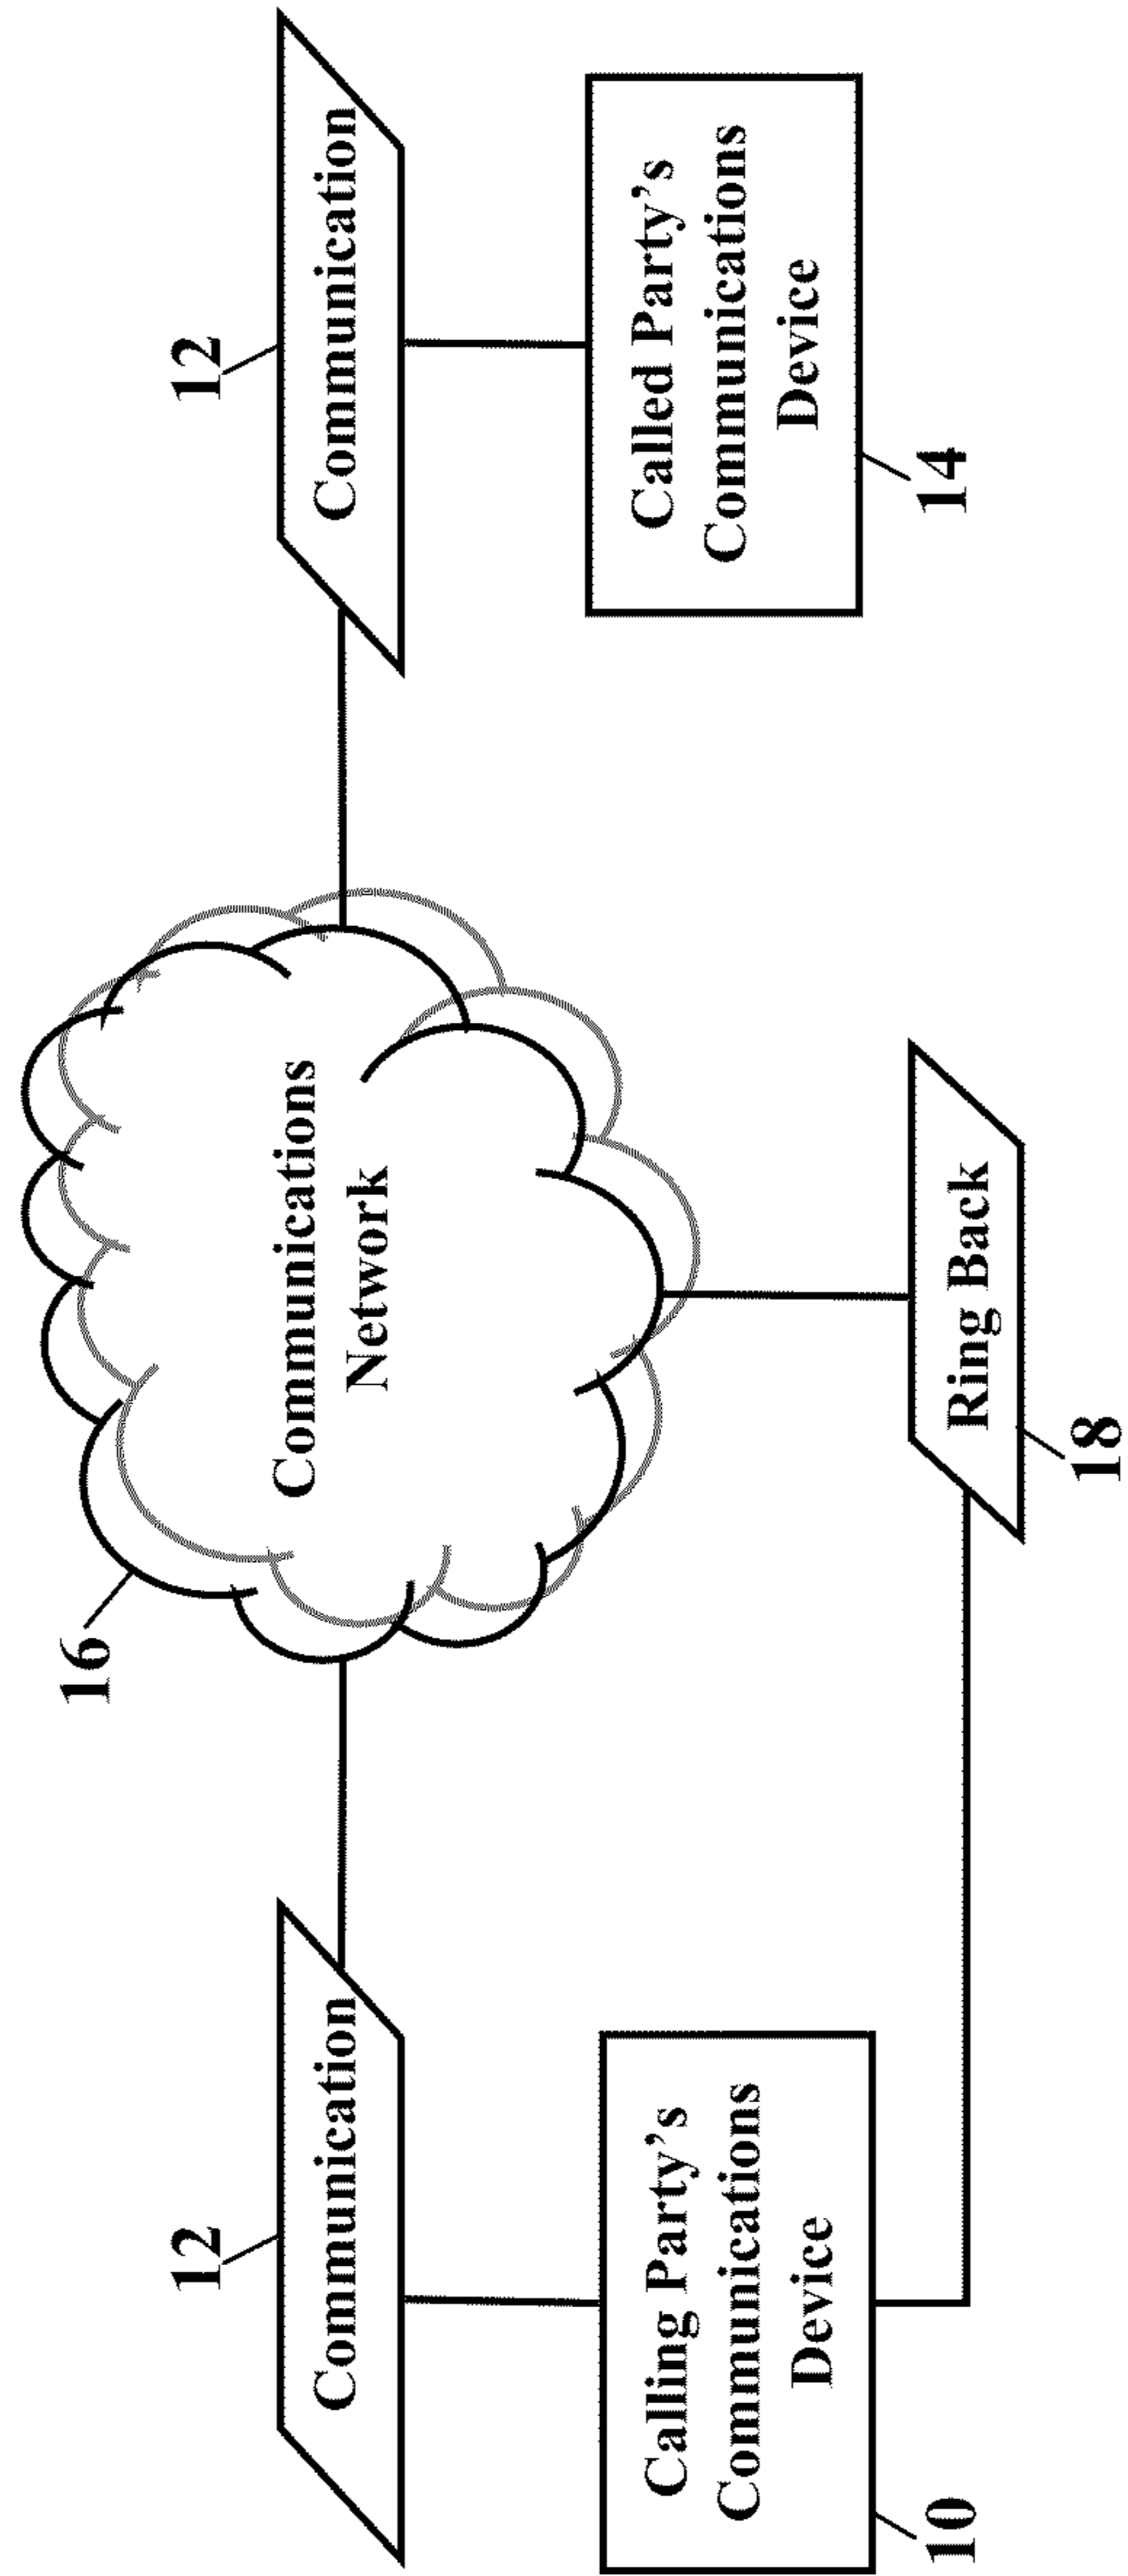 16
12
Communication
Communications
Network
12
Communication
Calling Party's
Communications
Device
10
Called Party's
Communications
Device
14
Ring Back
18